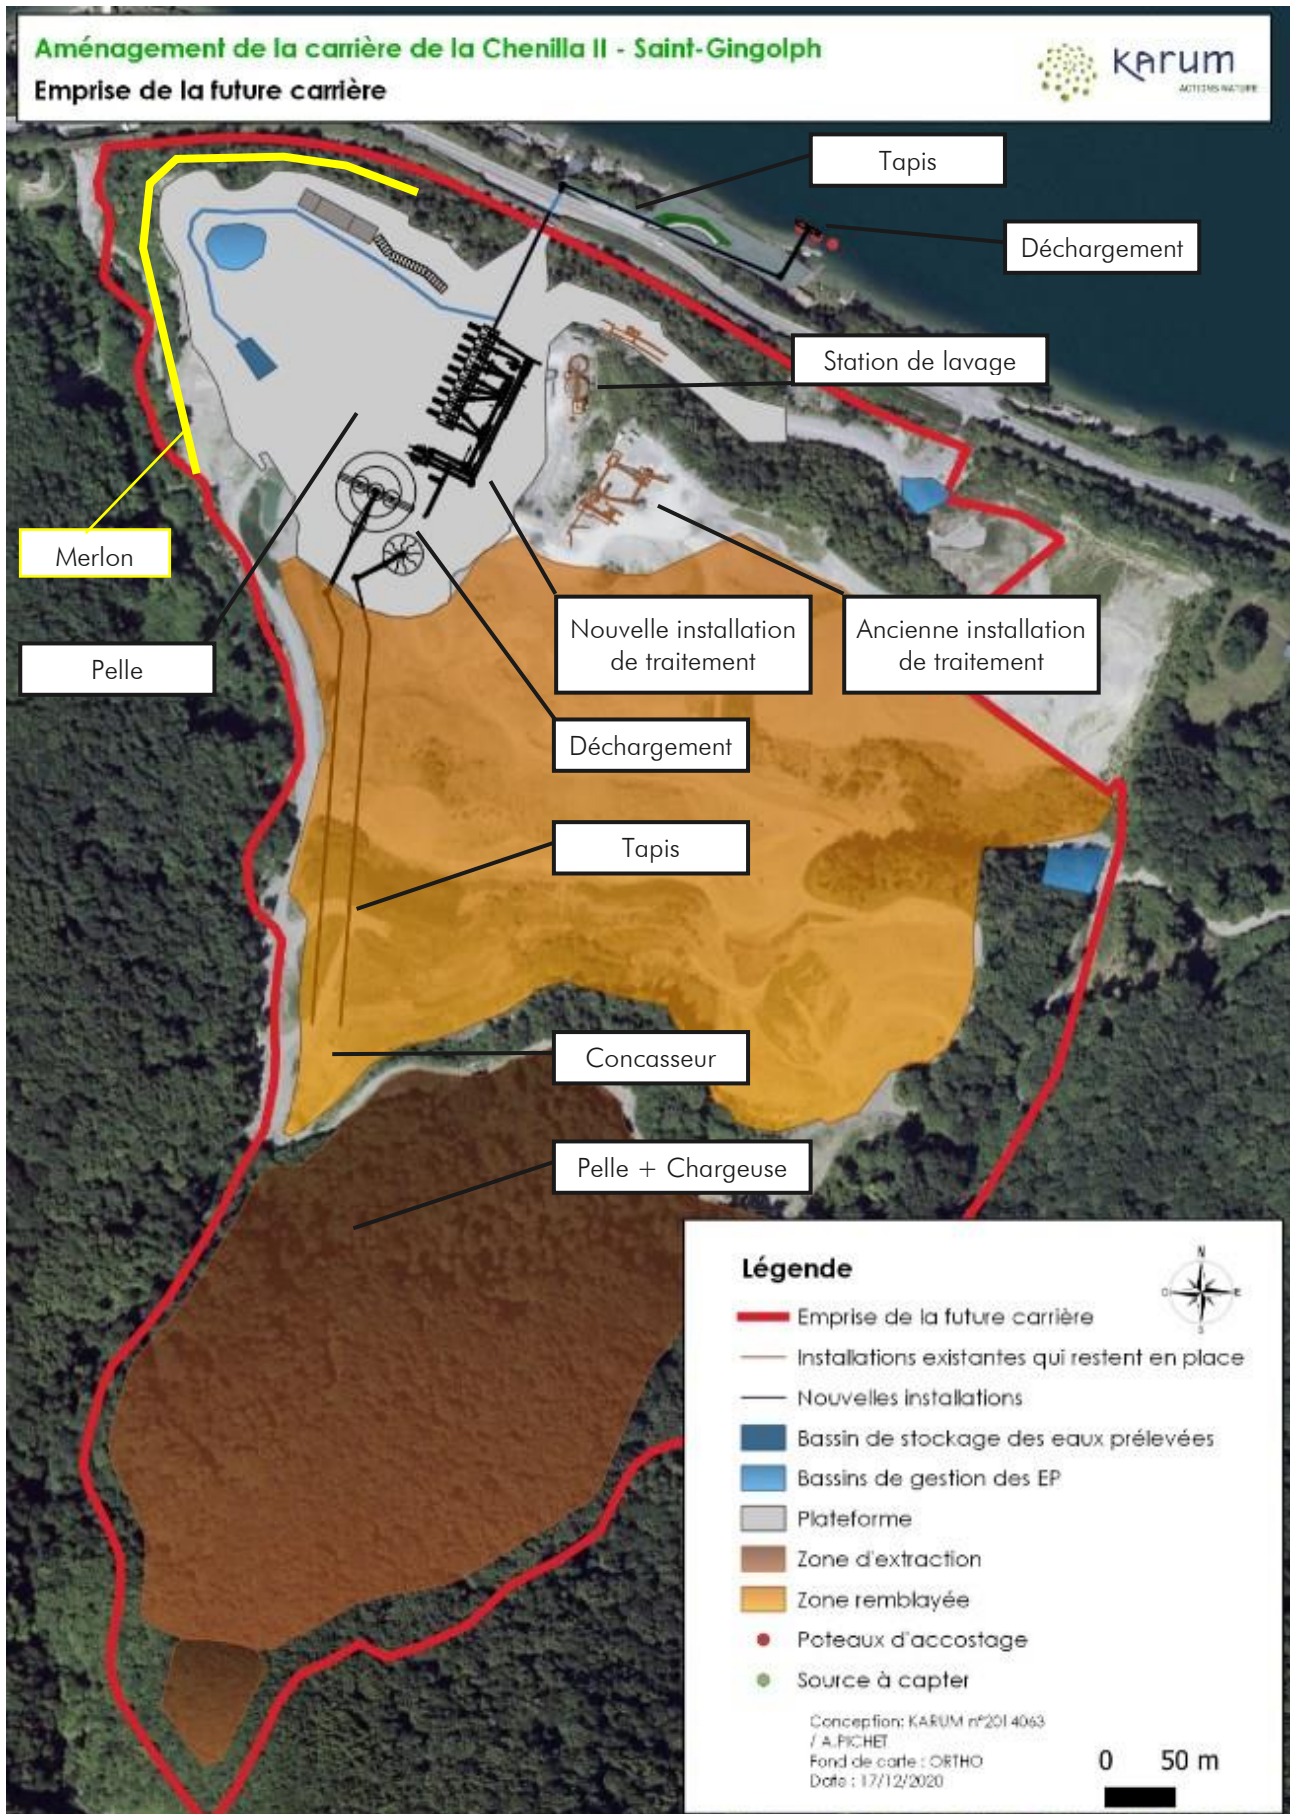 Aménagement de la carrière de la Chenilla II - Saint-Gingolph
Emprise de la future carrière
KARUM
ACTIONS NATURE
Tapis
Déchargement
Station de lavage
Merlon
Pelle
Nouvelle installation
de traitement
Ancienne installation
de traitement
Déchargement
Tapis
Concasseur
Pelle + Chargeuse
Légende
N
O
E
S
Emprise de la future carrière
Installations existantes qui restent en place
Nouvelles installations
Bassin de stockage des eaux prélevées
Bassins de gestion des EP
Plateforme
Zone d'extraction
Zone remblayée
Poteaux d'accostage
Source à capter
Conception: KARUM n°2014063
/ A.PICHET
Fond de carte : ORTHO
Date : 17/12/2020
0 50 m